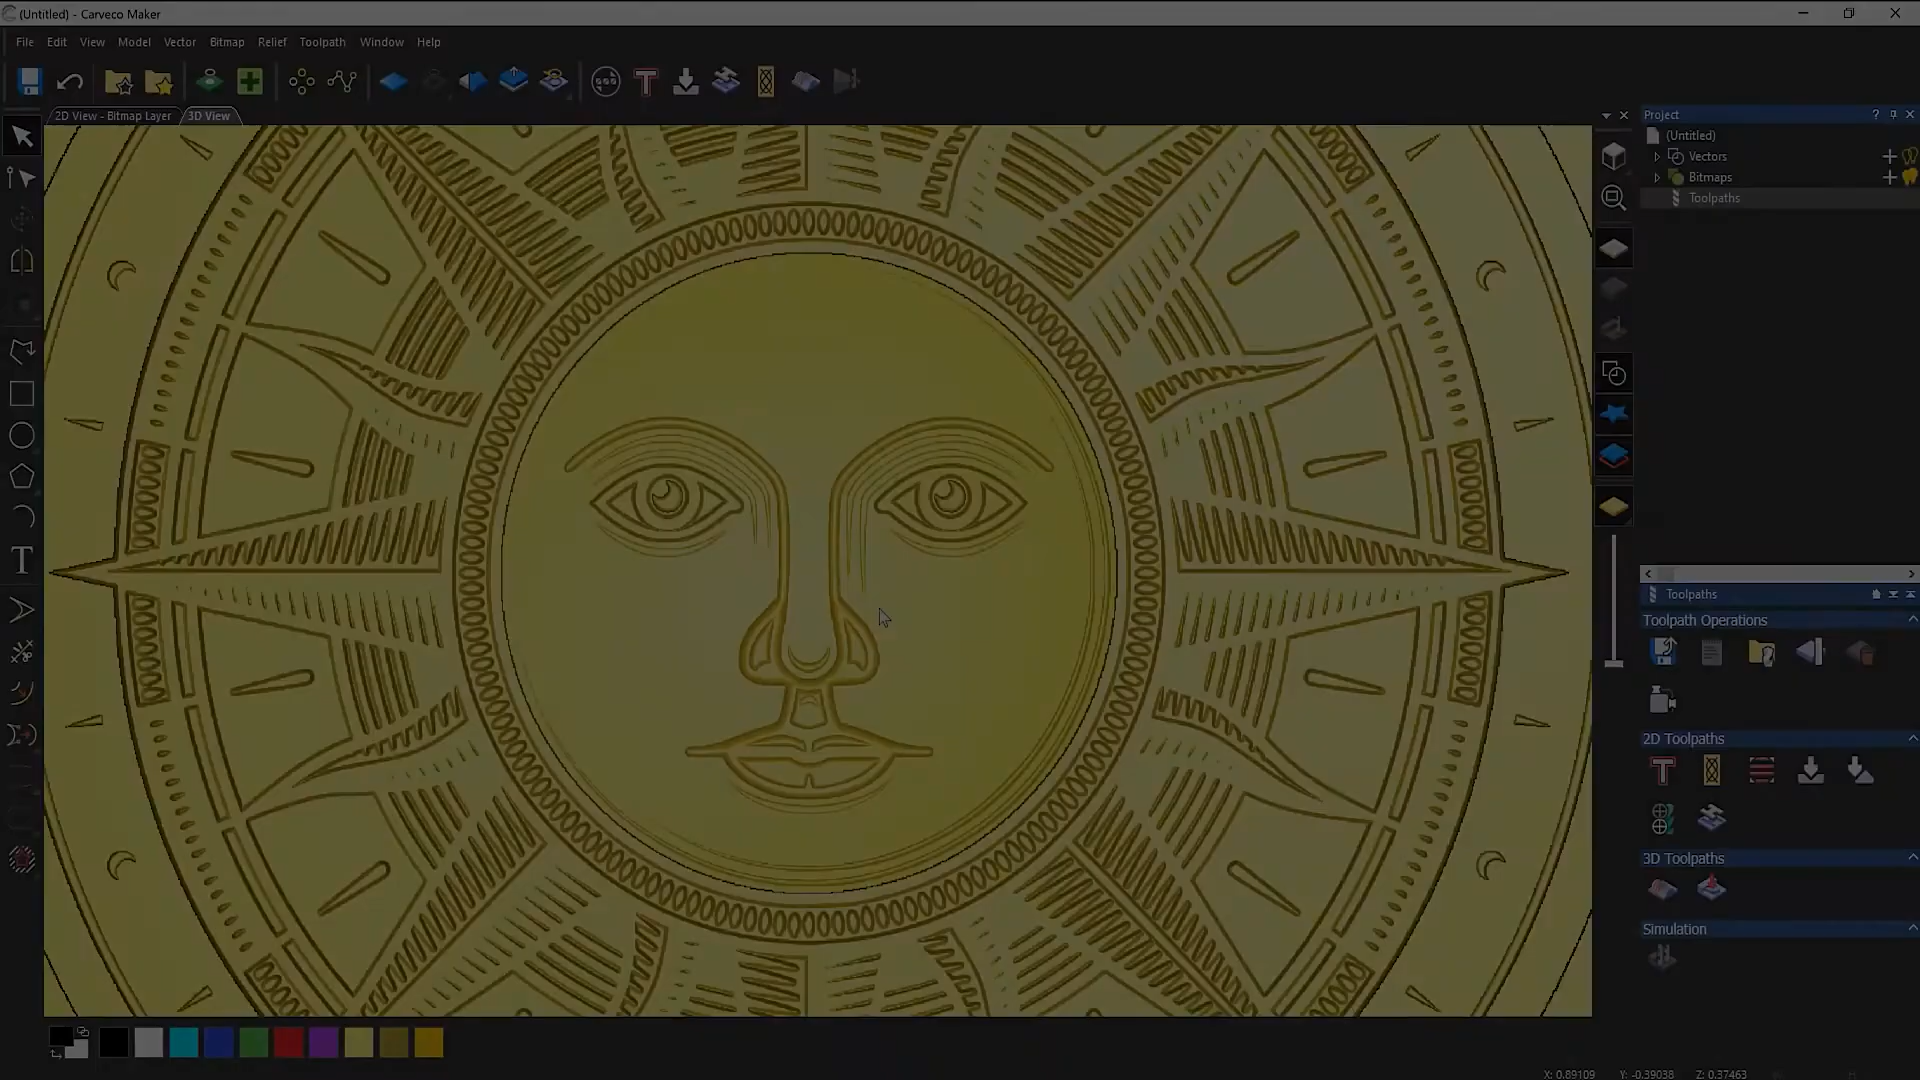 (Untitled) - Carveco Maker
File Edit View Model Vector Bitmap Relief Toolpath Window Help
2D View - Bitmap Layer 3D View
Project
(Untitled)
Vectors
Bitmaps
Toolpaths
Toolpaths
Toolpath Operations
2D Toolpaths
3D Toolpaths
Simulation
X: 0.89109 Y: -0.39038 Z: 0.37463